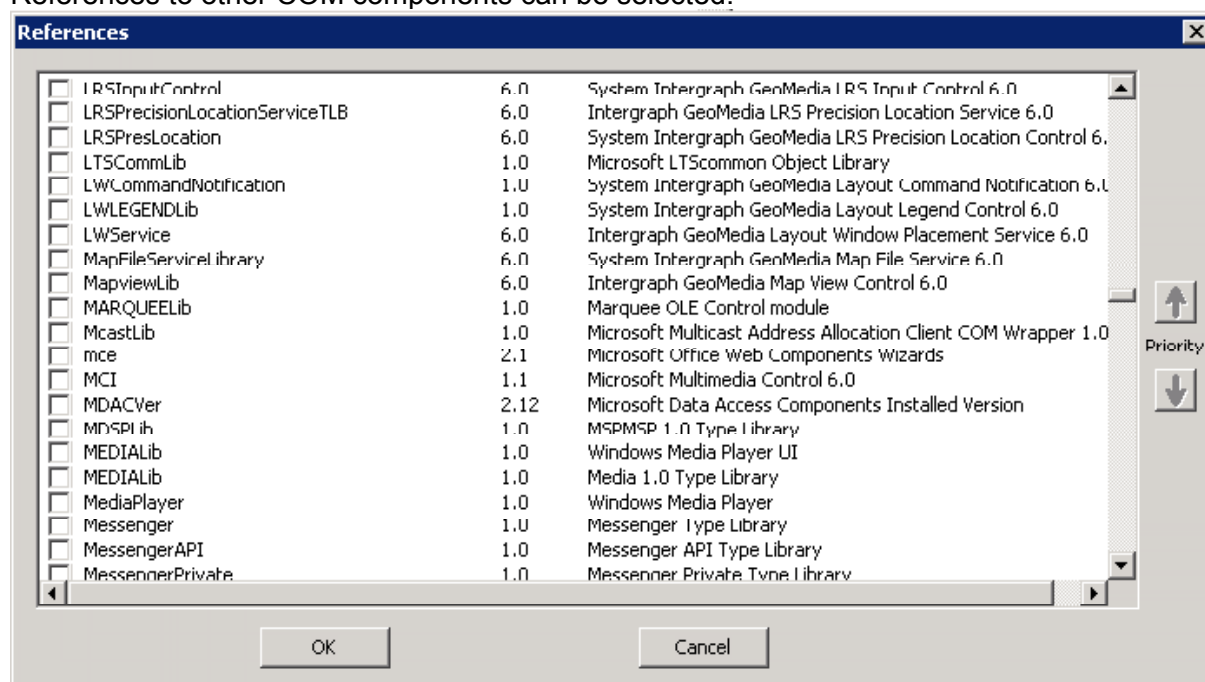 References to other COM components can be selected.
References
LRSInputControl 6.0 System Intergraph GeoMedia LRS Input Control 6.0
LRSPrecisionLocationServiceTLB 6.0 Intergraph GeoMedia LRS Precision Location Service 6.0
LRSPresLocation 6.0 System Intergraph GeoMedia LRS Precision Location Control 6.
LTSCommLib 1.0 Microsoft LTScommon Object Library
LWCommandNotification 1.0 System Intergraph GeoMedia Layout Command Notification 6.0
LWLEGENDLib 1.0 System Intergraph GeoMedia Layout Legend Control 6.0
LWService 6.0 Intergraph GeoMedia Layout Window Placement Service 6.0
MapFileServiceLibrary 6.0 System Intergraph GeoMedia Map File Service 6.0
MapviewLib 6.0 Intergraph GeoMedia Map View Control 6.0
MARQUEELib 1.0 Marquee OLE Control module
McastLib 1.0 Microsoft Multicast Address Allocation Client COM Wrapper 1.0
mce 2.1 Microsoft Office Web Components Wizards
MCI 1.1 Microsoft Multimedia Control 6.0
MDACVer 2.12 Microsoft Data Access Components Installed Version
MDSPLib 1.0 MSPMSP 1.0 Type Library
MEDIALib 1.0 Windows Media Player UI
MEDIALib 1.0 Media 1.0 Type Library
MediaPlayer 1.0 Windows Media Player
Messenger 1.0 Messenger Type Library
MessengerAPI 1.0 Messenger API Type Library
MessengerPrivate 1.0 Messenger Private Type Library
Priority
OK Cancel